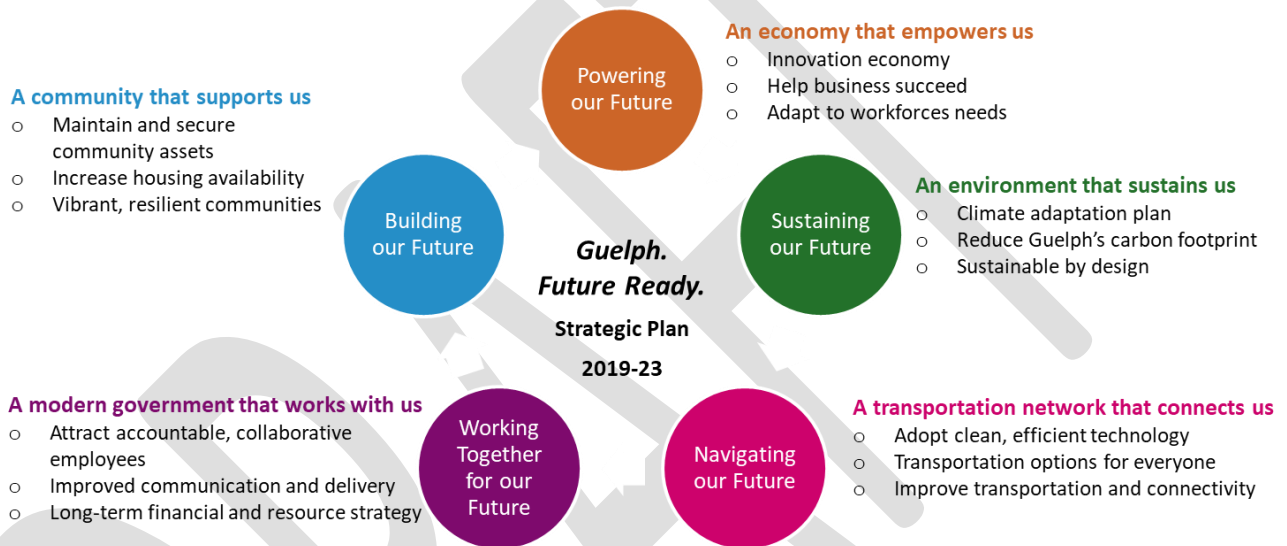 Powering
our Future
An economy that empowers us
o Innovation economy
o Help business succeed
o Adapt to workforces needs
A community that supports us
o Maintain and secure
community assets
o Increase housing availability
o Vibrant, resilient communities
Building
our Future
Sustaining
our Future
An environment that sustains us
o Climate adaptation plan
o Reduce Guelph's carbon footprint
o Sustainable by design
Guelph.
Future Ready.
Strategic Plan
2019-23
A modern government that works with us
o Attract accountable, collaborative
employees
o Improved communication and delivery
o Long-term financial and resource strategy
Working
Together
for our
Future
Navigating
our Future
A transportation network that connects us
o Adopt clean, efficient technology
o Transportation options for everyone
o Improve transportation and connectivity